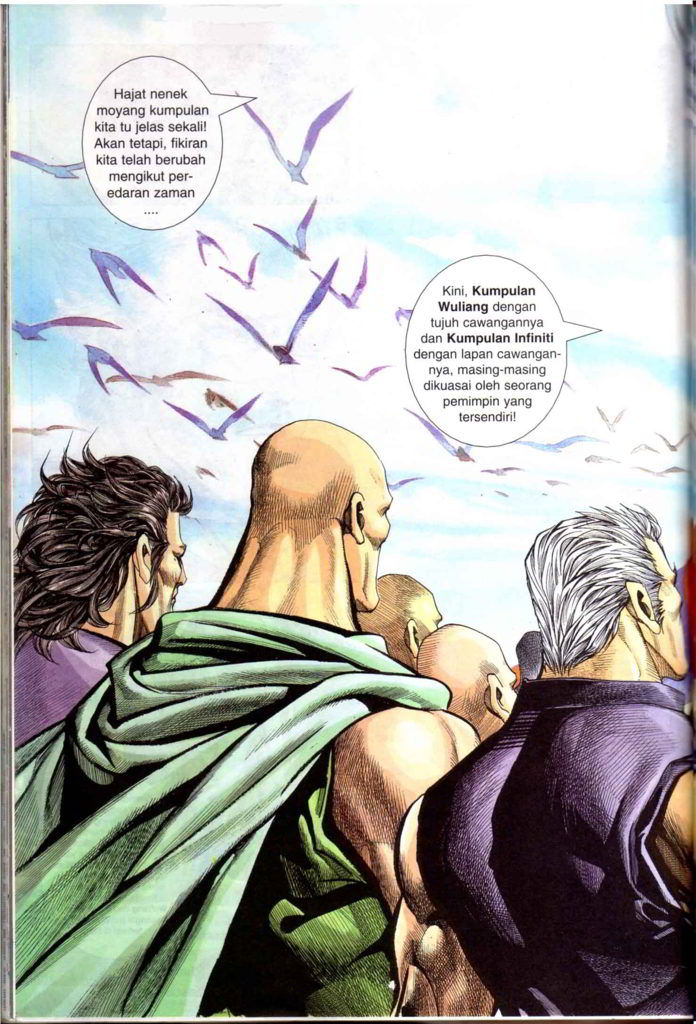 Hajat nenek
moyang kumpulan
kita tu jelas sekali!
Akan tetapi, fikiran
kita telah berubah
mengikut per-
edaran zaman
....
Kini, Kumpulan
Wuliang dengan
tujuh cawangannya
dan Kumpulan Infiniti
dengan lapan cawangan-
nya, masing-masing
dikuasai oleh seorang
pemimpin yang
tersendiri!